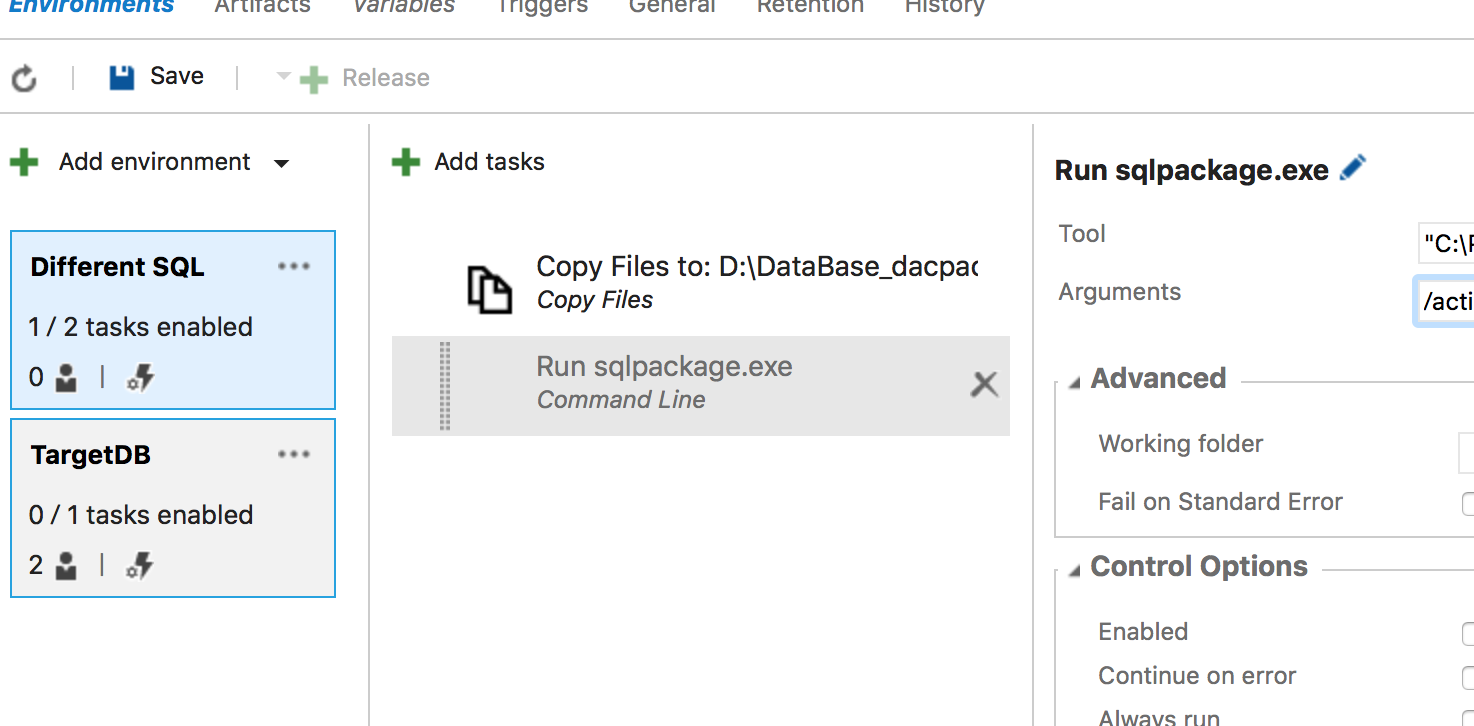 Environments Artifacts Variables Triggers General Retention History
Save Release
Add environment
Different SQL
1 / 2 tasks enabled
0
TargetDB
0 / 1 tasks enabled
2
Add tasks
Copy Files to: D:\DataBase_dacpac
Copy Files
Run sqlpackage.exe
Command Line
Run sqlpackage.exe
Tool "C:\P
Arguments /acti
Advanced
Working folder
Fail on Standard Error
Control Options
Enabled
Continue on error
Always run